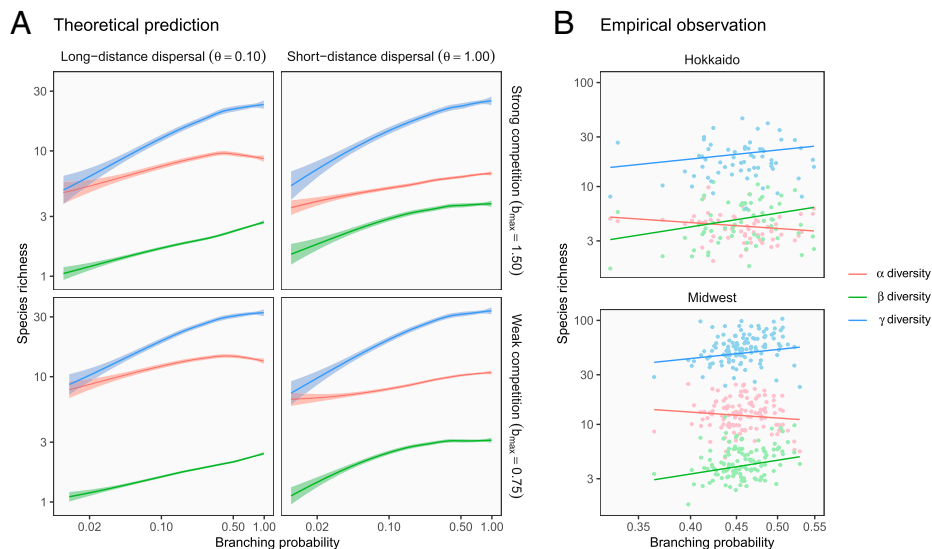 A Theoretical prediction
Long−distance dispersal (θ = 0.10)
Short−distance dispersal (θ = 1.00)
Strong competition (bmax = 1.50)
Weak competition (bmax = 0.75)
Species richness
30
10
3
1
30
10
3
1
0.02 0.10 0.50 1.00
0.02 0.10 0.50 1.00
Branching probability
B Empirical observation
Hokkaido
100
30
10
3
Species richness
Midwest
100
30
10
3
0.35 0.40 0.45 0.50 0.55
Branching probability
α diversity
β diversity
γ diversity